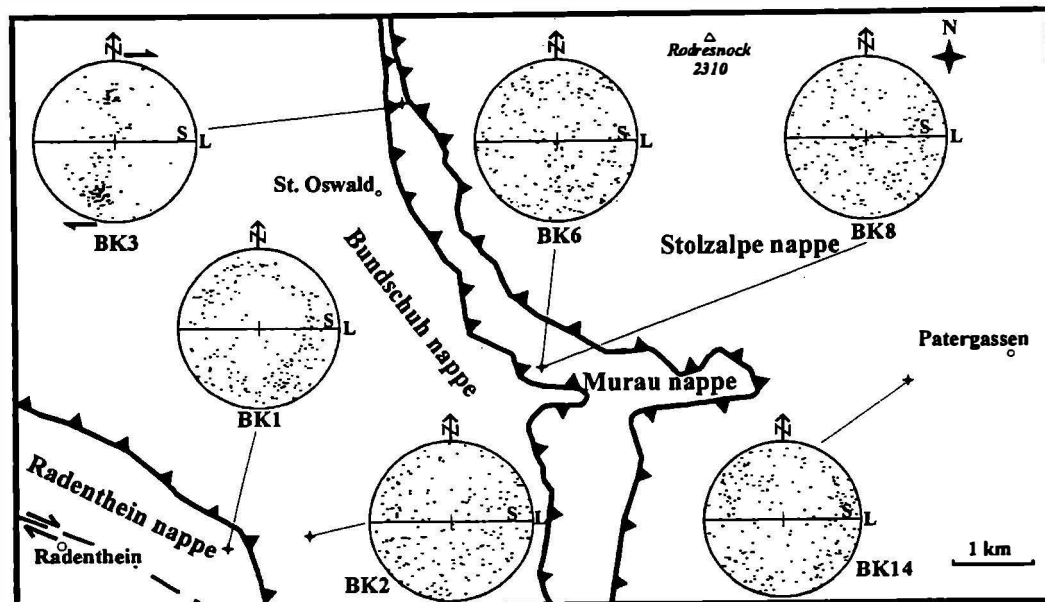 N
Rodresnock
2310
N
N
N
S
L
S
L
S
L
BK3
BK6
BK8
St. Oswald
Stolzalpe nappe
Bundschuh nappe
N
S
L
BK1
Patergassen
Murau nappe
Radenthein nappe
Radenthein
N
S
L
BK2
N
S
L
BK14
1 km